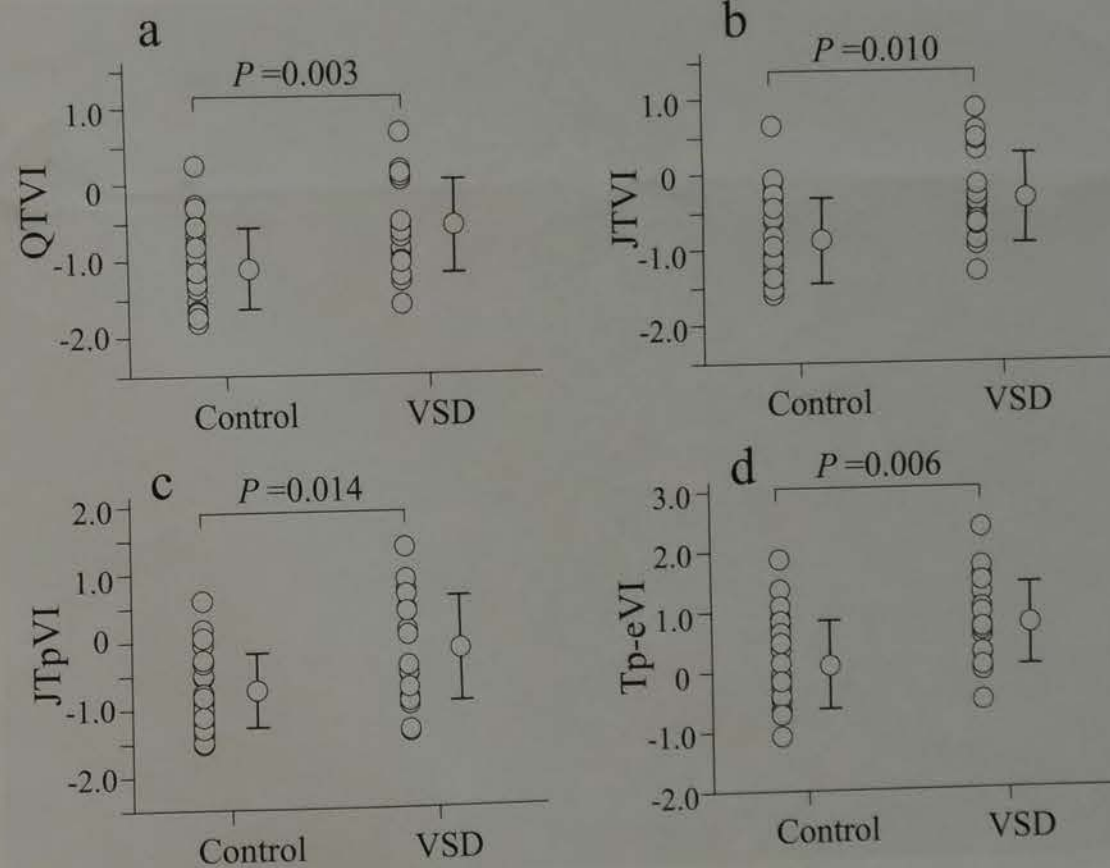 a
P=0.003
QTVI
1.0
0
-1.0
-2.0
Control
VSD
b
P=0.010
JTVI
1.0
0
-1.0
-2.0
Control
VSD
c
P=0.014
JTpVI
2.0
1.0
0
-1.0
-2.0
Control
VSD
d
P=0.006
Tp-eVI
3.0
2.0
1.0
0
-1.0
-2.0
Control
VSD